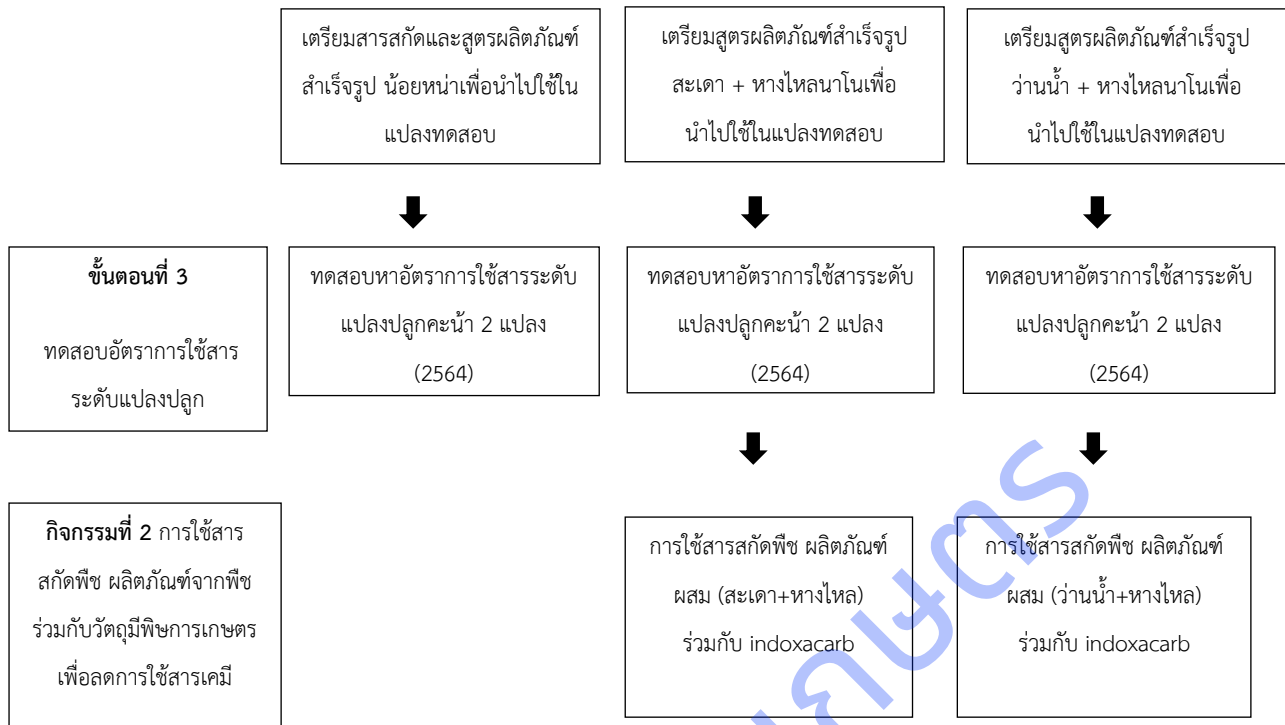 เตรียมสารสกัดและสูตรผลิตภัณฑ์
สำเร็จรูป น้อยหน่าเพื่อนำไปใช้ใน
แปลงทดสอบ
เตรียมสูตรผลิตภัณฑ์สำเร็จรูป
สะเดา + หางไหลนาโนเพื่อ
นำไปใช้ในแปลงทดสอบ
เตรียมสูตรผลิตภัณฑ์สำเร็จรูป
ว่านน้ำ + หางไหลนาโนเพื่อ
นำไปใช้ในแปลงทดสอบ
ขั้นตอนที่ 3
ทดสอบอัตราการใช้สาร
ระดับแปลงปลูก
ทดสอบหาอัตราการใช้สารระดับ
แปลงปลูกคะน้า 2 แปลง
(2564)
ทดสอบหาอัตราการใช้สารระดับ
แปลงปลูกคะน้า 2 แปลง
(2564)
ทดสอบหาอัตราการใช้สารระดับ
แปลงปลูกคะน้า 2 แปลง
(2564)
กิจกรรมที่ 2 การใช้สาร
สกัดพืช ผลิตภัณฑ์จากพืช
ร่วมกับวัตถุมีพิษการเกษตร
เพื่อลดการใช้สารเคมี
การใช้สารสกัดพืช ผลิตภัณฑ์
ผสม (สะเดา+หางไหล)
ร่วมกับ indoxacarb
การใช้สารสกัดพืช ผลิตภัณฑ์
ผสม (ว่านน้ำ+หางไหล)
ร่วมกับ indoxacarb